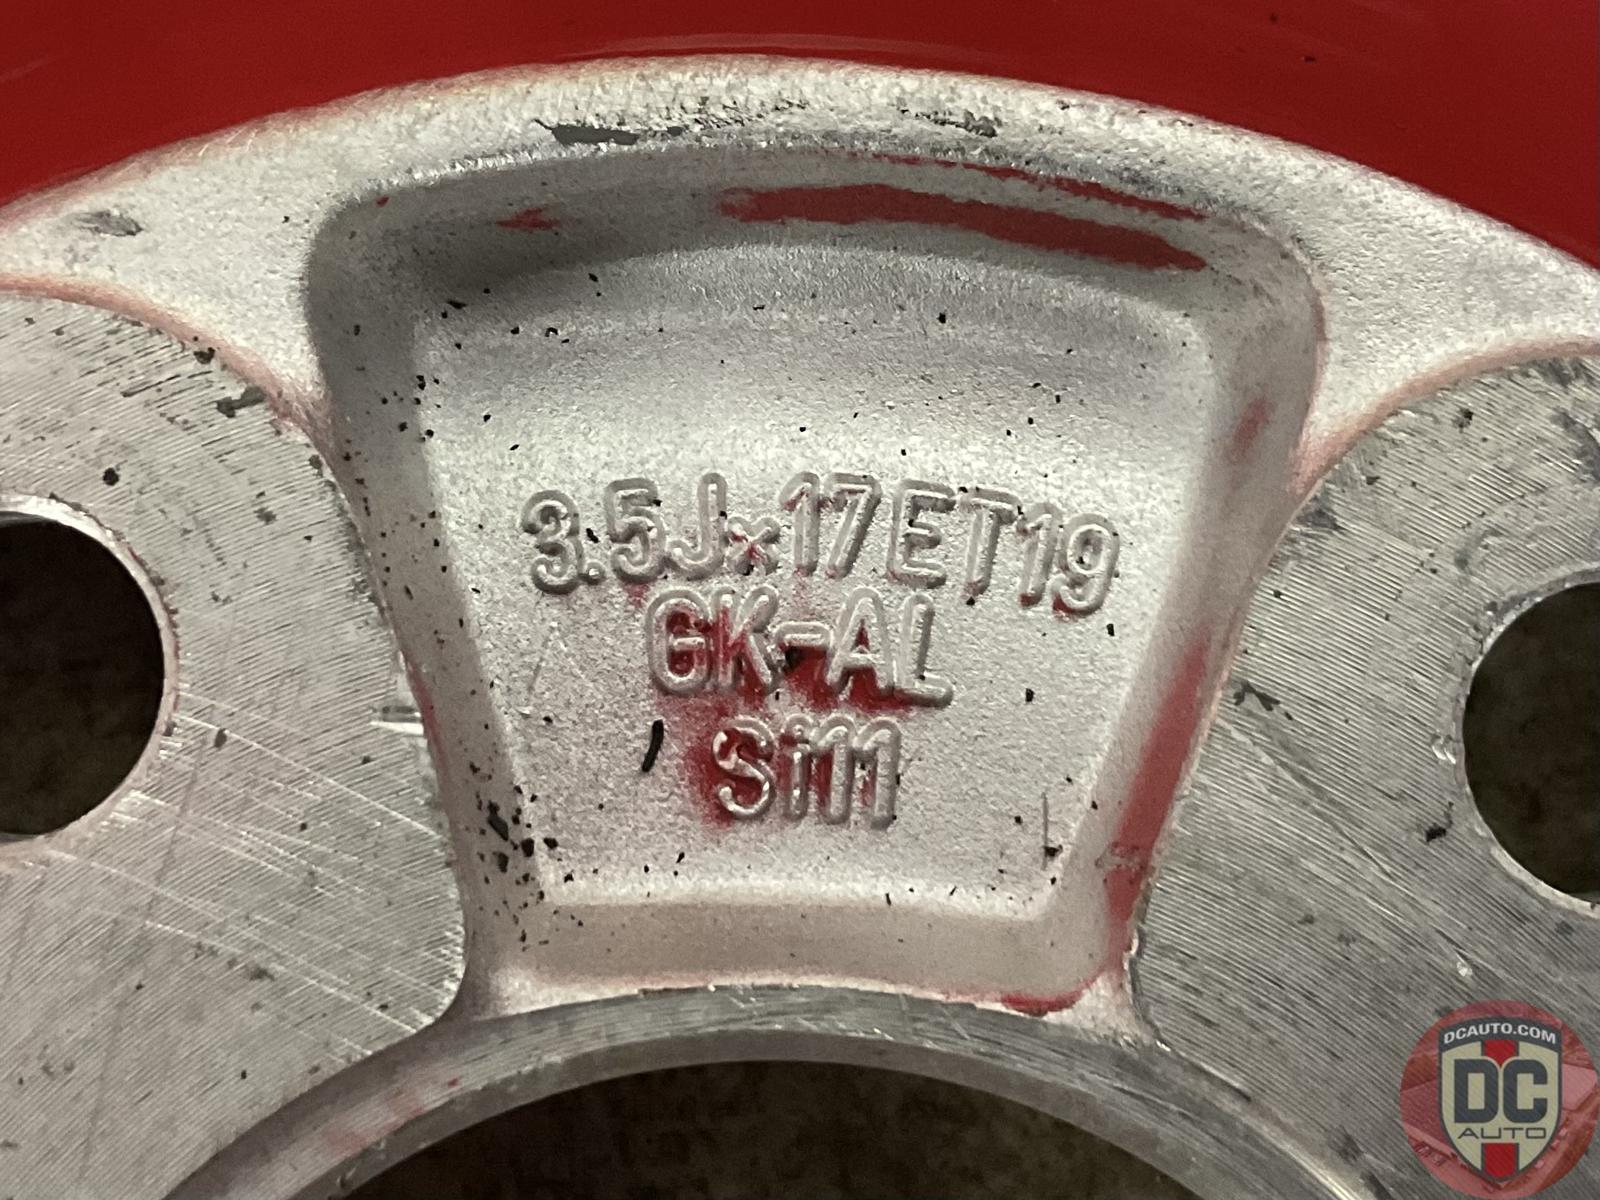 3.5Jx17ET19
GK-AL
Si11
DCAUTO.COM
DC
AUTO